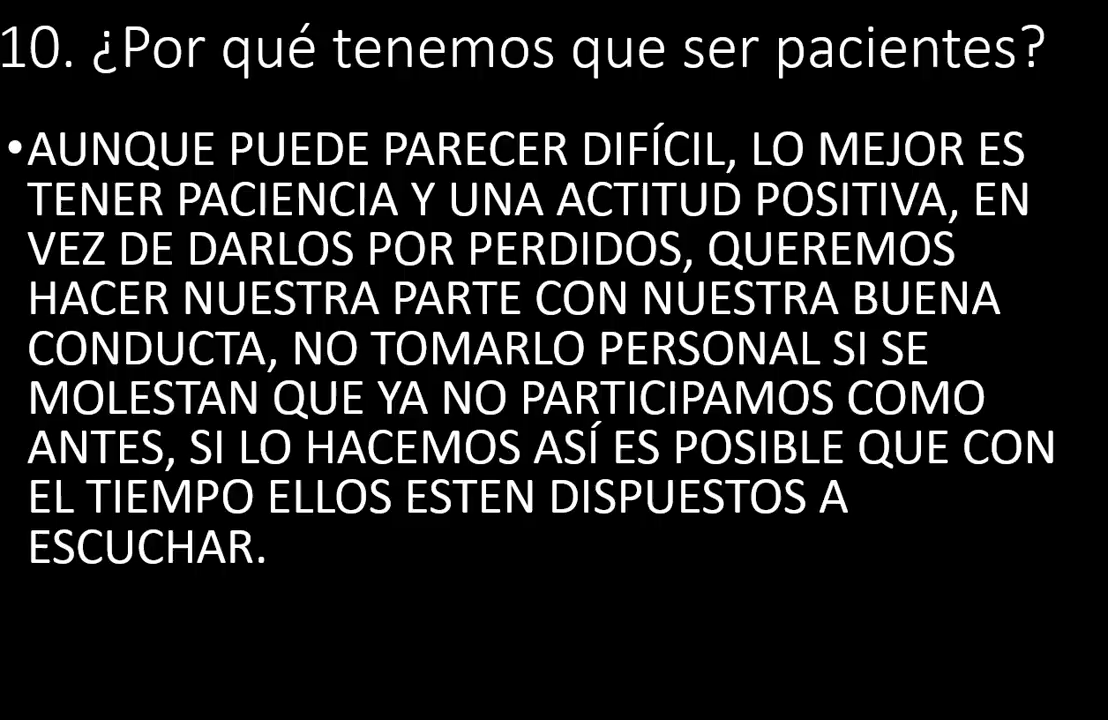 10. ¿Por qué tenemos que ser pacientes?
•AUNQUE PUEDE PARECER DIFÍCIL, LO MEJOR ES
TENER PACIENCIA Y UNA ACTITUD POSITIVA, EN
VEZ DE DARLOS POR PERDIDOS, QUEREMOS
HACER NUESTRA PARTE CON NUESTRA BUENA
CONDUCTA, NO TOMARLO PERSONAL SI SE
MOLESTAN QUE YA NO PARTICIPAMOS COMO
ANTES, SI LO HACEMOS ASÍ ES POSIBLE QUE CON
EL TIEMPO ELLOS ESTEN DISPUESTOS A
ESCUCHAR.